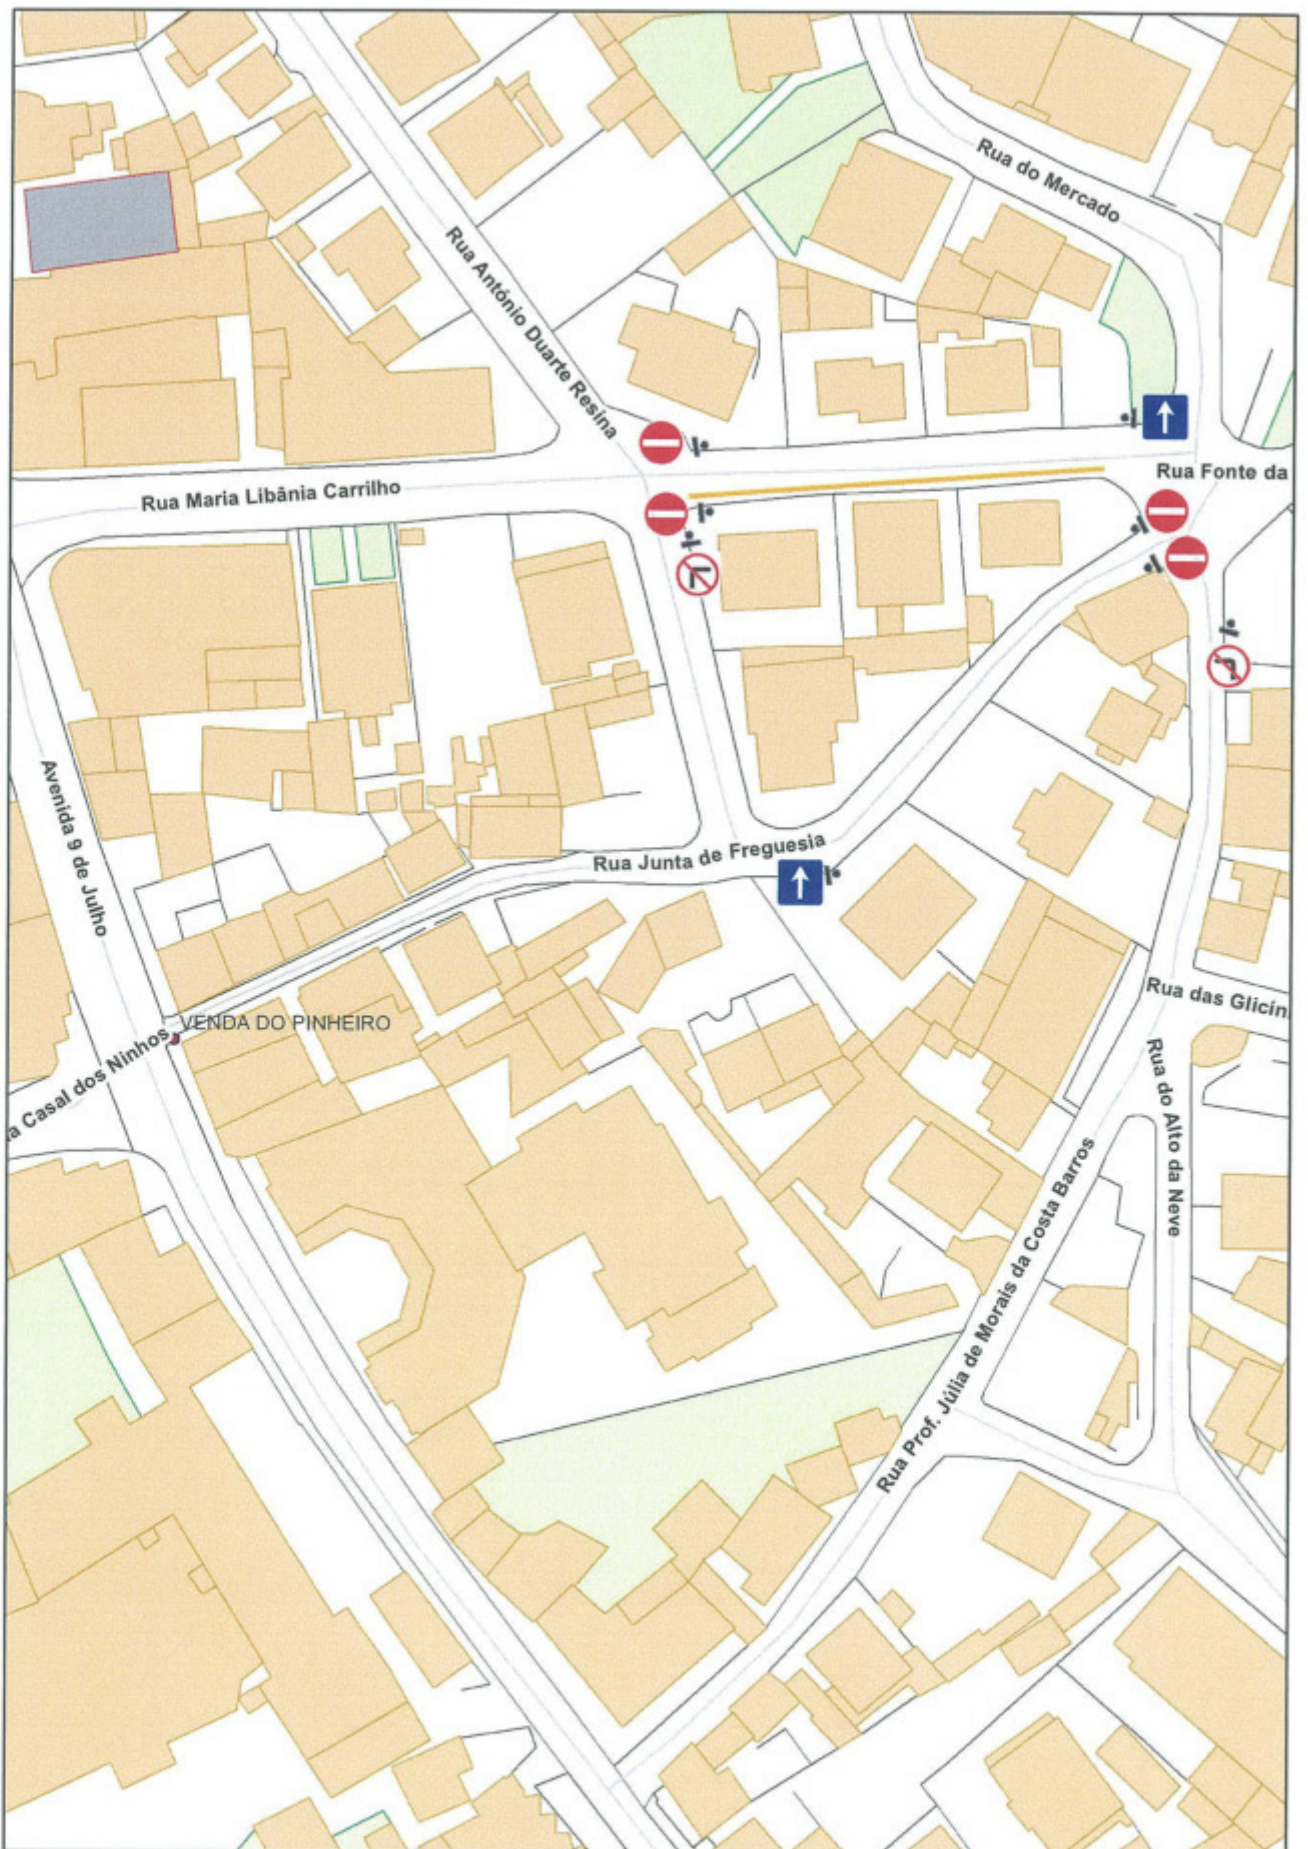 Rua do Mercado
Rua António Duarte Resina
Rua Fonte da
Rua Maria Libânia Carrilho
Avenida 9 de Julho
Rua Junta de Freguesia
Rua das Glicin
VENDA DO PINHEIRO
a Casal dos Ninhos
Rua do Alto da Neve
Rua Prof. Júlia de Morais da Costa Barros